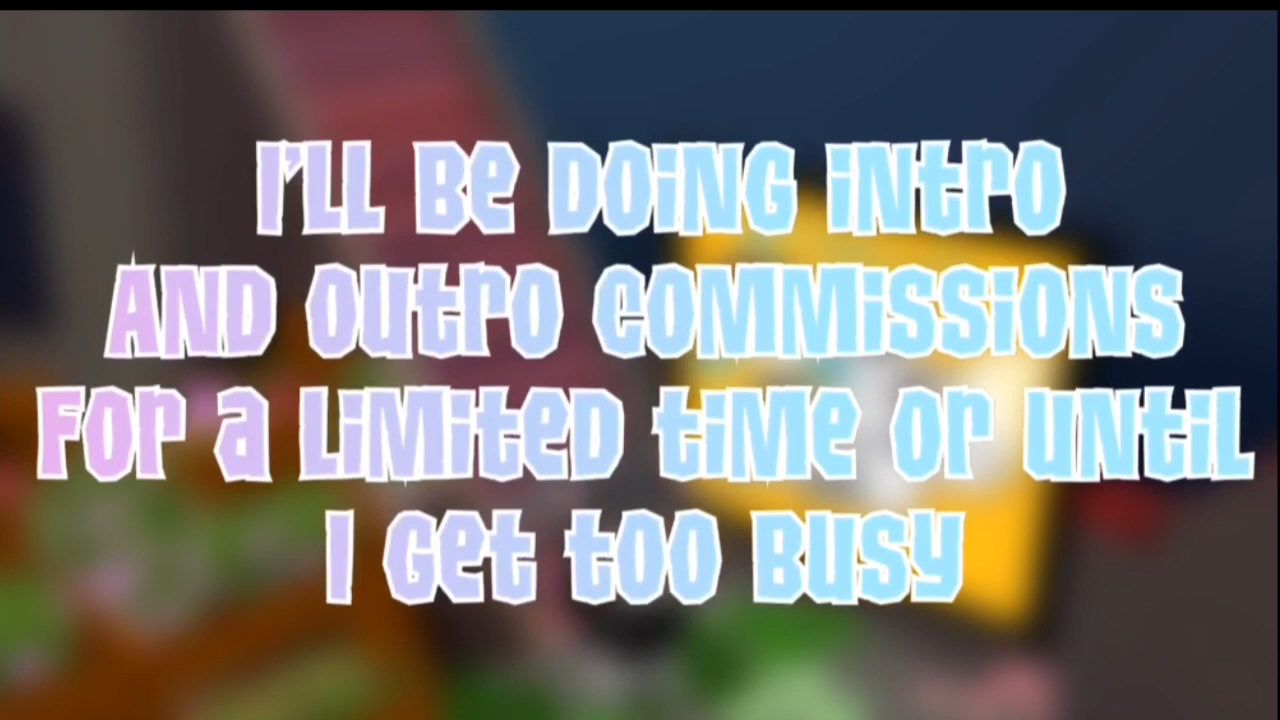 I'LL Be DOiNG iNtrO
AND OutrO COMMissiONS
FOr a LiMiteD tiMe Or uNtiL
I Get tOO Busy